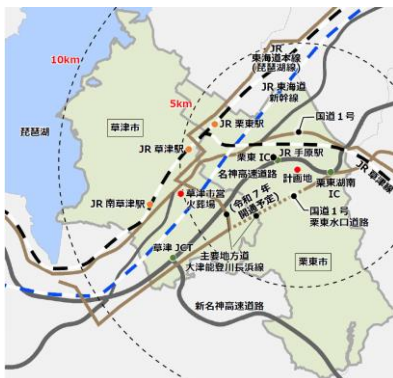 10km
JR
東海道本線
(琵琶湖線)
5km
JR 東海道
新幹線
琵琶湖
草津市
JR 栗東駅
国道1号
JR 草津駅
栗東 IC
JR 手原駅
名神高速道路
JR 草津線
計画地
栗東湖南
IC
JR 南草津駅
草津市営
火葬場
(令和7年
開通予定)
国道1号
栗東水口道路
草津 JCT
主要地方道
大津能登川長浜線
栗東市
新名神高速道路